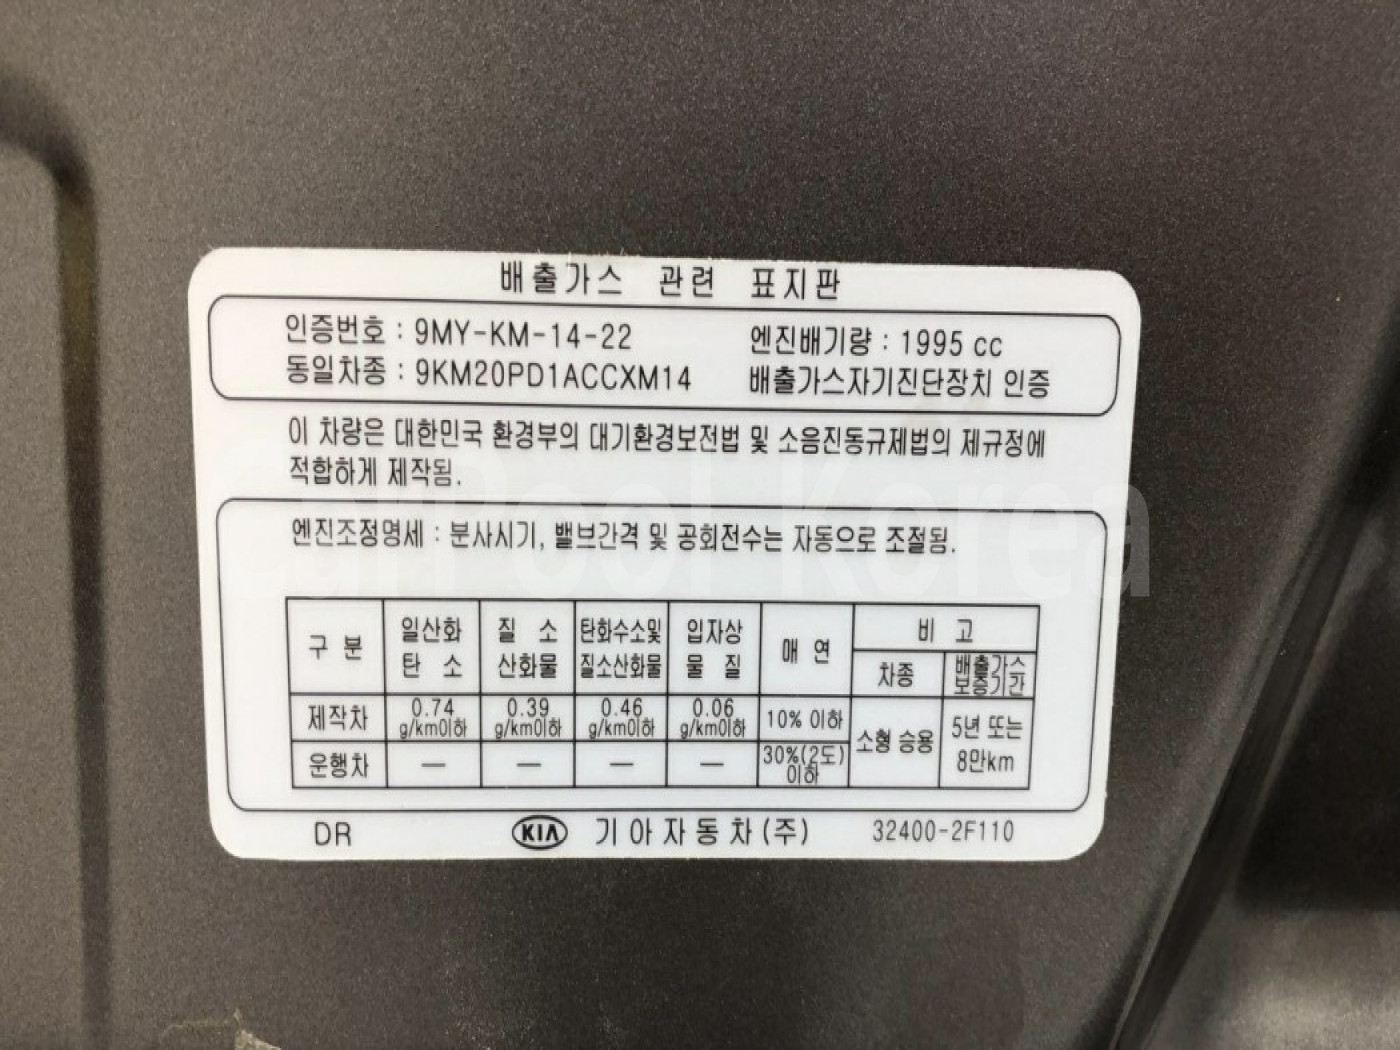 배출가스 관련 표지판
인증번호 : 9MY-KM-14-22 엔진배기량 : 1995 cc
동일차종 : 9KM20PD1ACCXM14 배출가스자기진단장치 인증
이 차량은 대한민국 환경부의 대기환경보전법 및 소음진동규제법의 제규정에
적합하게 제작됨.
엔진조정명세 : 분사시기, 밸브간격 및 공회전수는 자동으로 조절됨.
구 분 일산화 탄 소 질 소 산화물 탄화수소및 질소산화물 입자상 물 질 매 연 비 고
차종 배출가스 보증기간
제작차 0.74 g/km이하 0.39 g/km이하 0.46 g/km이하 0.06 g/km이하 10% 이하 소형 승용 5년 또는 8만km
운행차 — — — — 30%(2도) 이하
DR KIA 기아자동차(주) 32400-2F110
CarPool Korea